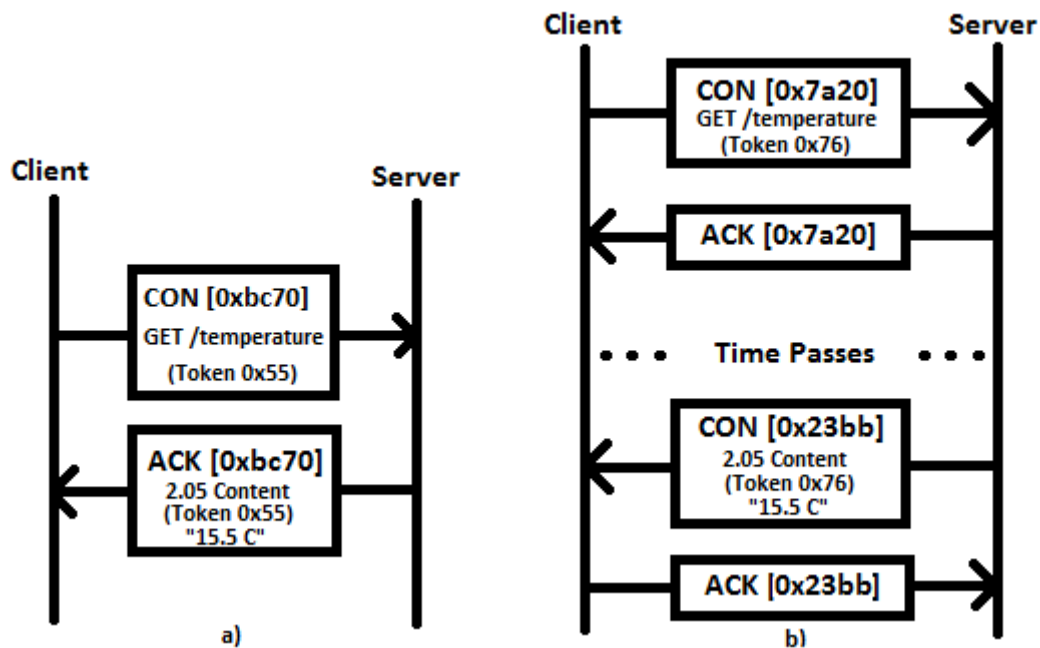 Client
Server
CON [0xbc70]
GET /temperature
(Token 0x55)
ACK [0xbc70]
2.05 Content
(Token 0x55)
"15.5 C"
a)
Client
Server
CON [0x7a20]
GET /temperature
(Token 0x76)
ACK [0x7a20]
Time Passes
CON [0x23bb]
2.05 Content
(Token 0x76)
"15.5 C"
ACK [0x23bb]
b)